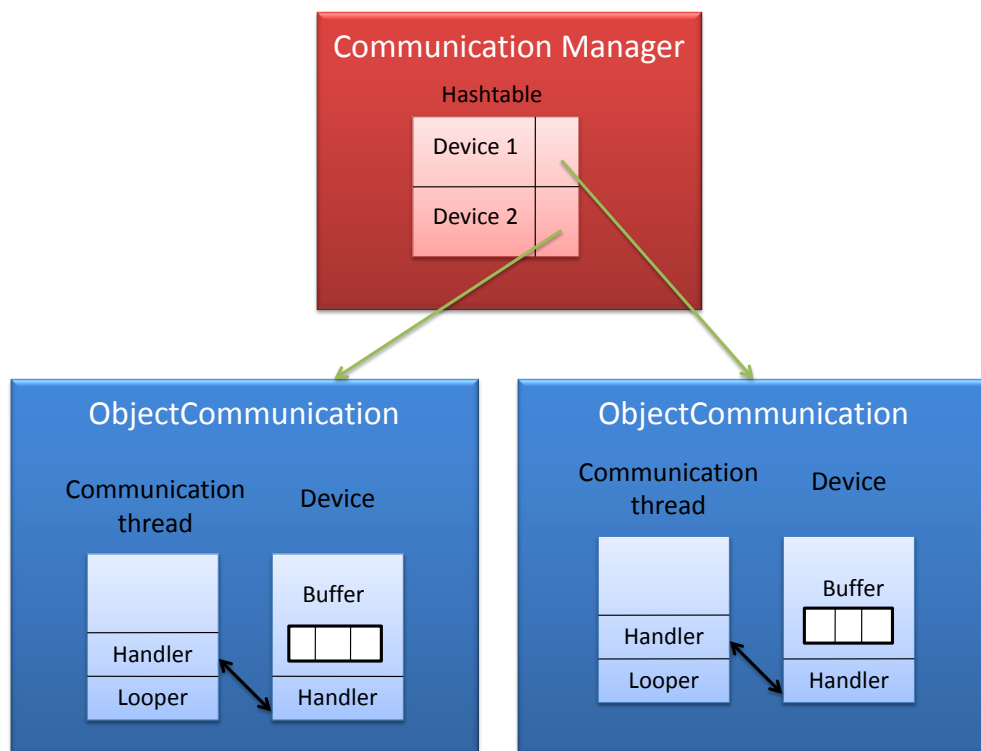 Communication Manager
Hashtable
Device 1
Device 2
ObjectCommunication
Communication
thread
Device
Buffer
Handler
Looper
Handler
ObjectCommunication
Communication
thread
Device
Buffer
Handler
Looper
Handler